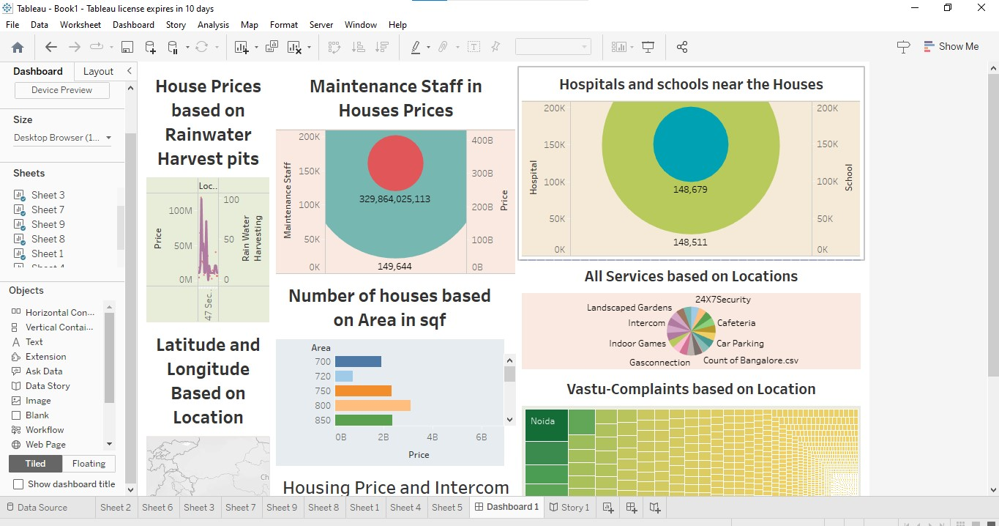 Tableau - Book1 - Tableau license expires in 10 days
File Data Worksheet Dashboard Story Analysis Map Format Server Window Help
Show Me
Dashboard Layout
Device Preview
Size
Desktop Browser (1...
Sheets
Sheet 3
Sheet 7
Sheet 9
Sheet 8
Sheet 1
Objects
Horizontal Con...
Vertical Contai...
Text
Extension
Ask Data
Data Story
Image
Blank
Workflow
Web Page
Tiled Floating
Show dashboard title
House Prices
based on
Rainwater
Harvest pits
Loc..
Price
100M
50M
0M
100
50
0
Rain Water
Harvesting
47 Sec..
Latitude and
Longitude
Based on
Location
Ch
Maintenance Staff in
Houses Prices
Maintenance Staff
200K
150K
100K
50K
0K
329,864,025,113
149,644
400B
300B
200B
100B
0B
Price
Number of houses based
on Area in sqf
Area
700
720
750
800
850
0B 2B 4B 6B
Price
Housing Price and Intercom
Hospitals and schools near the Houses
Hospital
200K
150K
100K
50K
0K
148,679
148,511
200K
150K
100K
50K
0K
School
All Services based on Locations
24X7Security
Landscaped Gardens
Intercom
Cafeteria
Indoor Games
Car Parking
Gasconnection
Count of Bangalore.csv
Vastu-Complaints based on Location
Noida
Data Source Sheet 2 Sheet 6 Sheet 3 Sheet 7 Sheet 9 Sheet 8 Sheet 1 Sheet 4 Sheet 5 Dashboard 1 Story 1